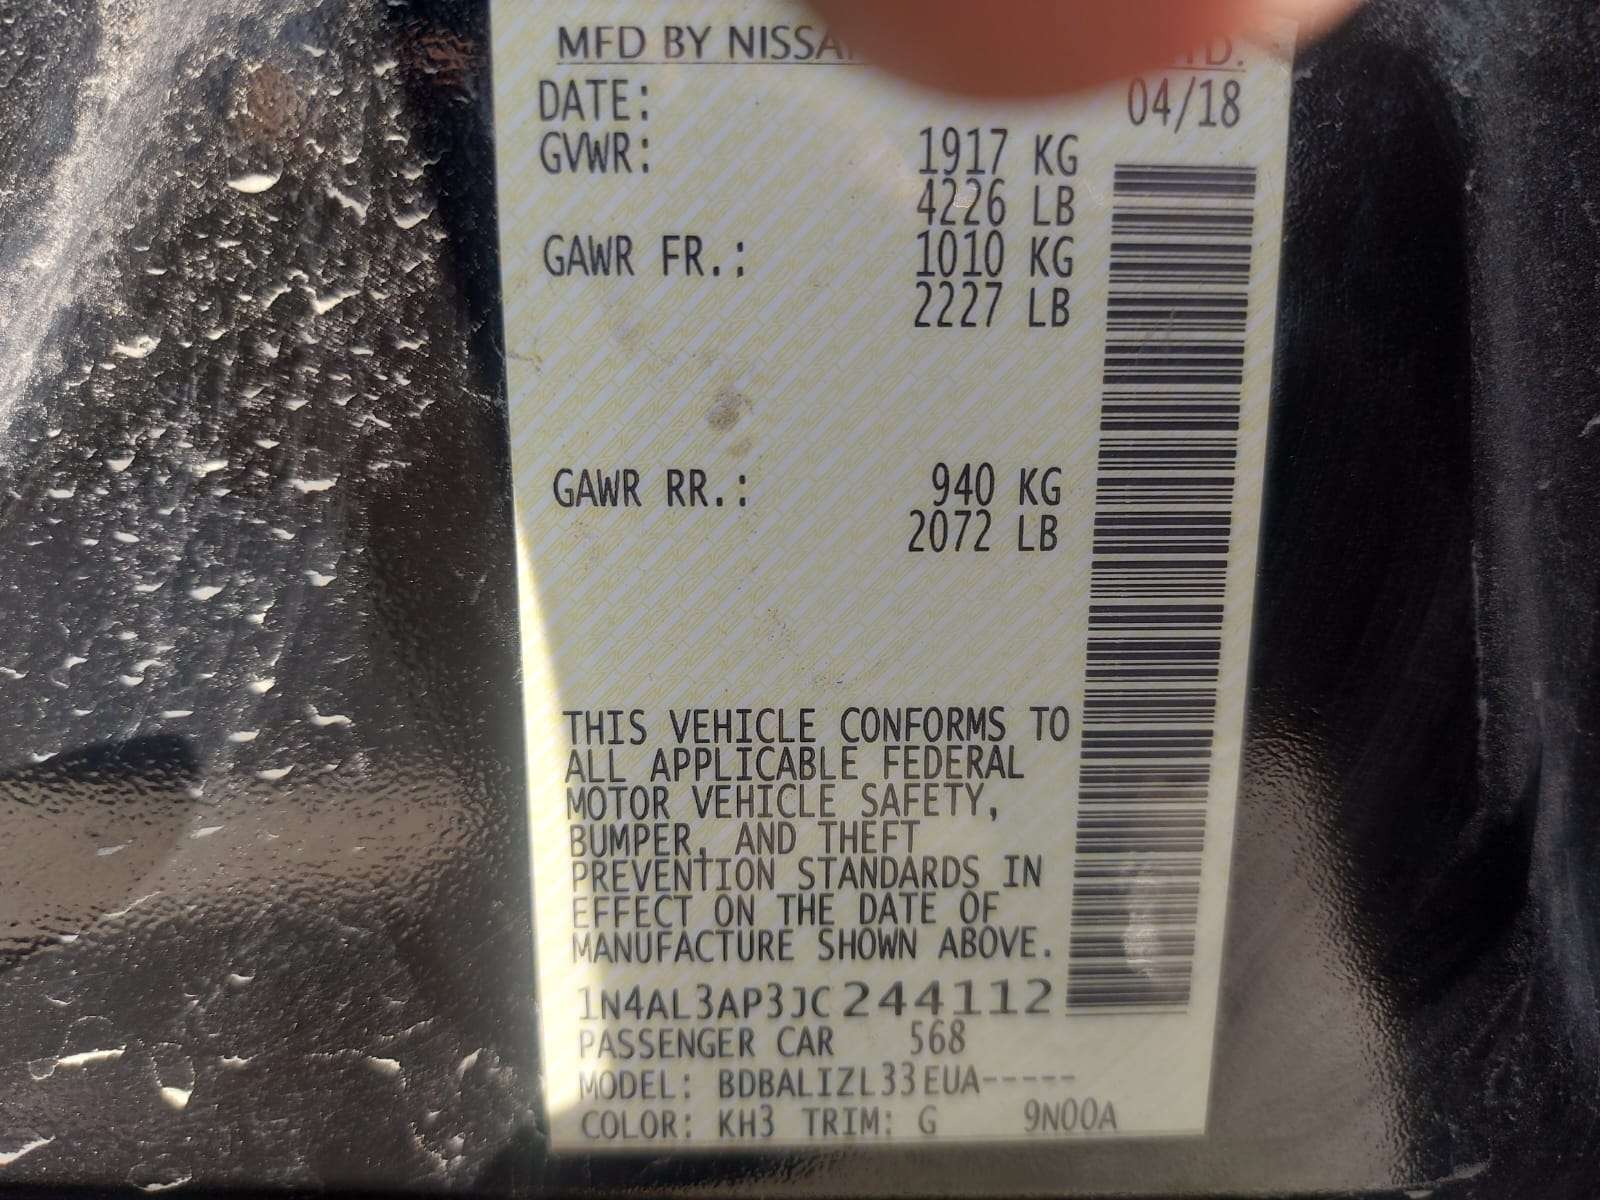 MFD BY NISSA TD.
DATE: 04/18
GVWR: 1917 KG
4226 LB
GAWR FR.: 1010 KG
2227 LB
GAWR RR.: 940 KG
2072 LB
THIS VEHICLE CONFORMS TO
ALL APPLICABLE FEDERAL
MOTOR VEHICLE SAFETY,
BUMPER, AND THEFT
PREVENTION STANDARDS IN
EFFECT ON THE DATE OF
MANUFACTURE SHOWN ABOVE.
1N4AL3AP3JC244112
PASSENGER CAR 568
MODEL: BDBALIZL33EUA-----
COLOR: KH3 TRIM: G 9N00A